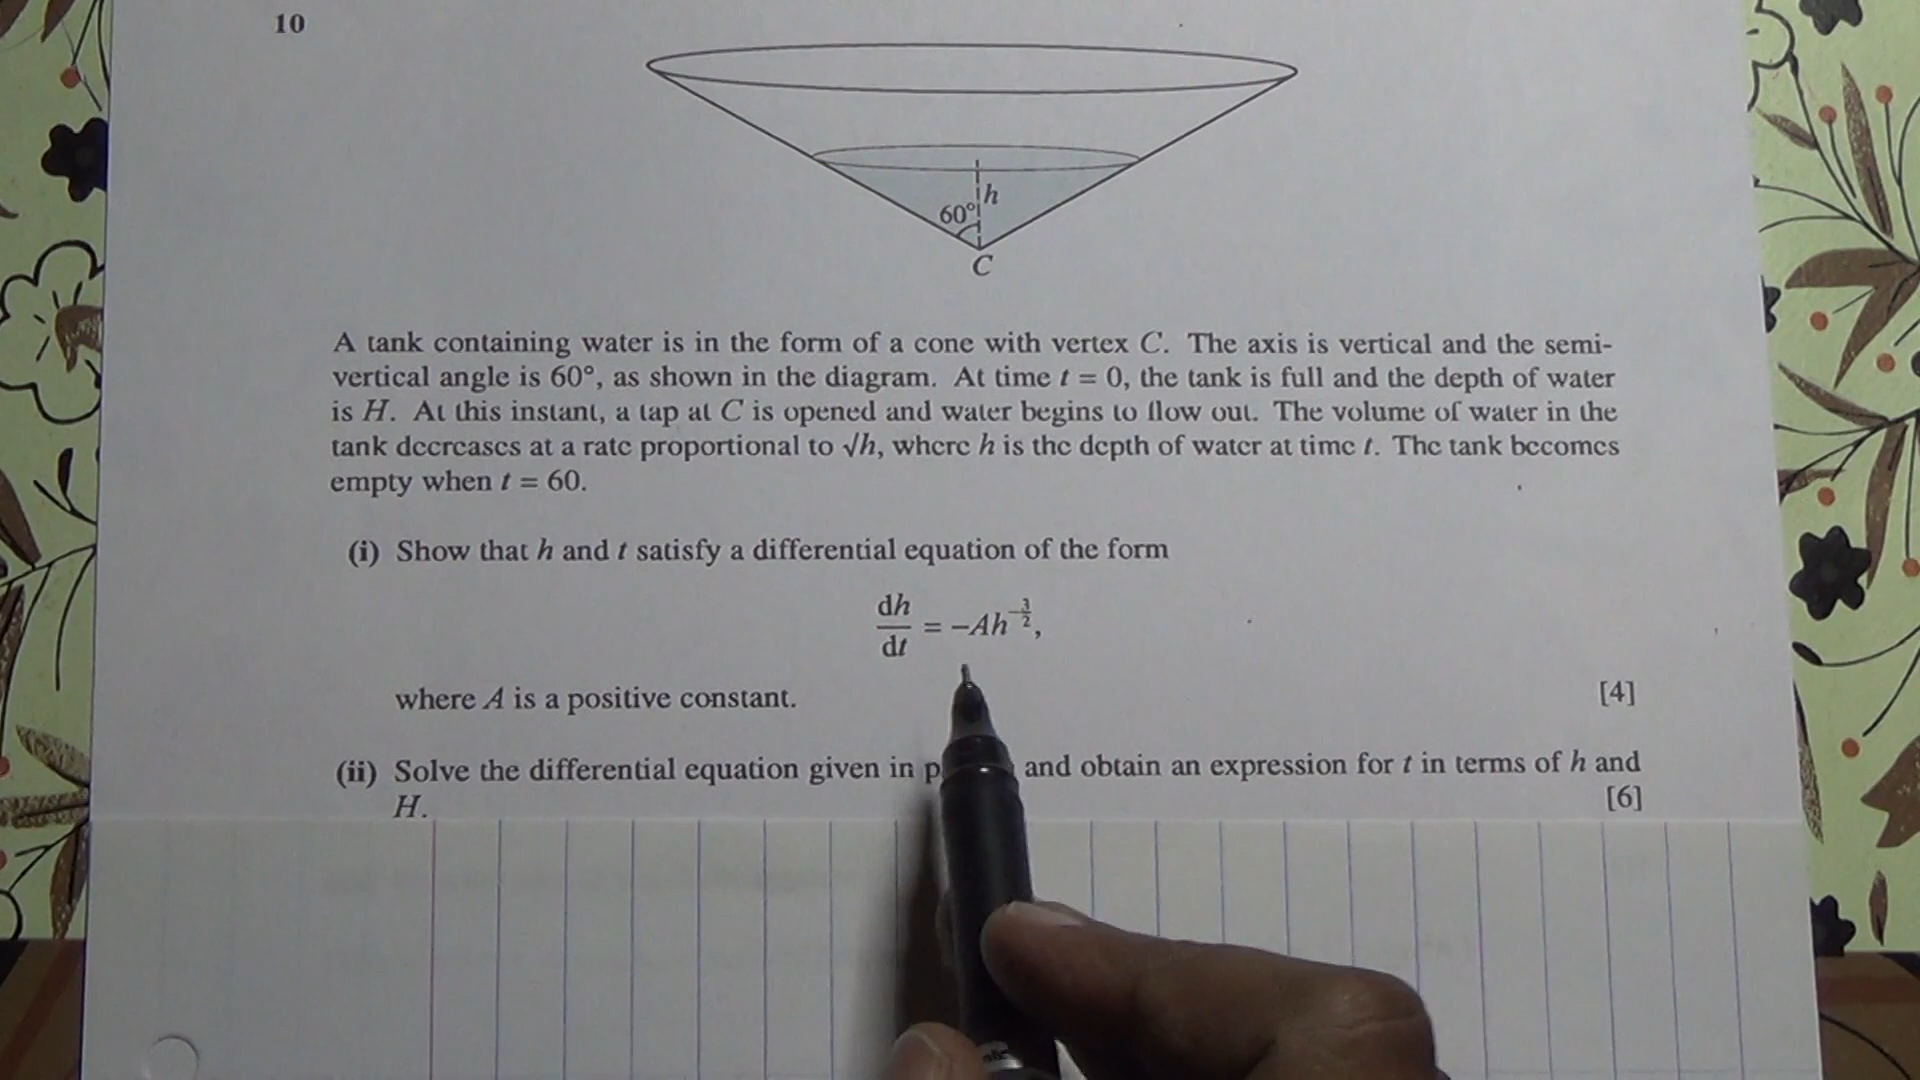 10
h
60°
C
A tank containing water is in the form of a cone with vertex C. The axis is vertical and the semi-
vertical angle is 60°, as shown in the diagram. At time t = 0, the tank is full and the depth of water
is H. At this instant, a tap at C is opened and water begins to flow out. The volume of water in the
tank decreases at a rate proportional to √h, where h is the depth of water at time t. The tank becomes
empty when t = 60.
(i) Show that h and t satisfy a differential equation of the form
dh/dt = −Ah^(−3/2),
where A is a positive constant. [4]
(ii) Solve the differential equation given in and obtain an expression for t in terms of h and
H. [6]